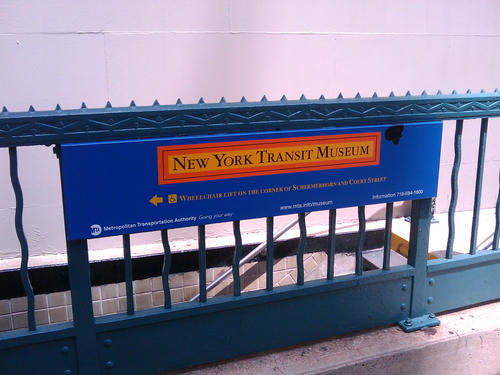 New York Transit Museum
Wheelchair lift on the corner of Schermerhorn and Court Street
MTA Metropolitan Transportation Authority Going your way
www.mta.info/museum
Information 718-694-1600